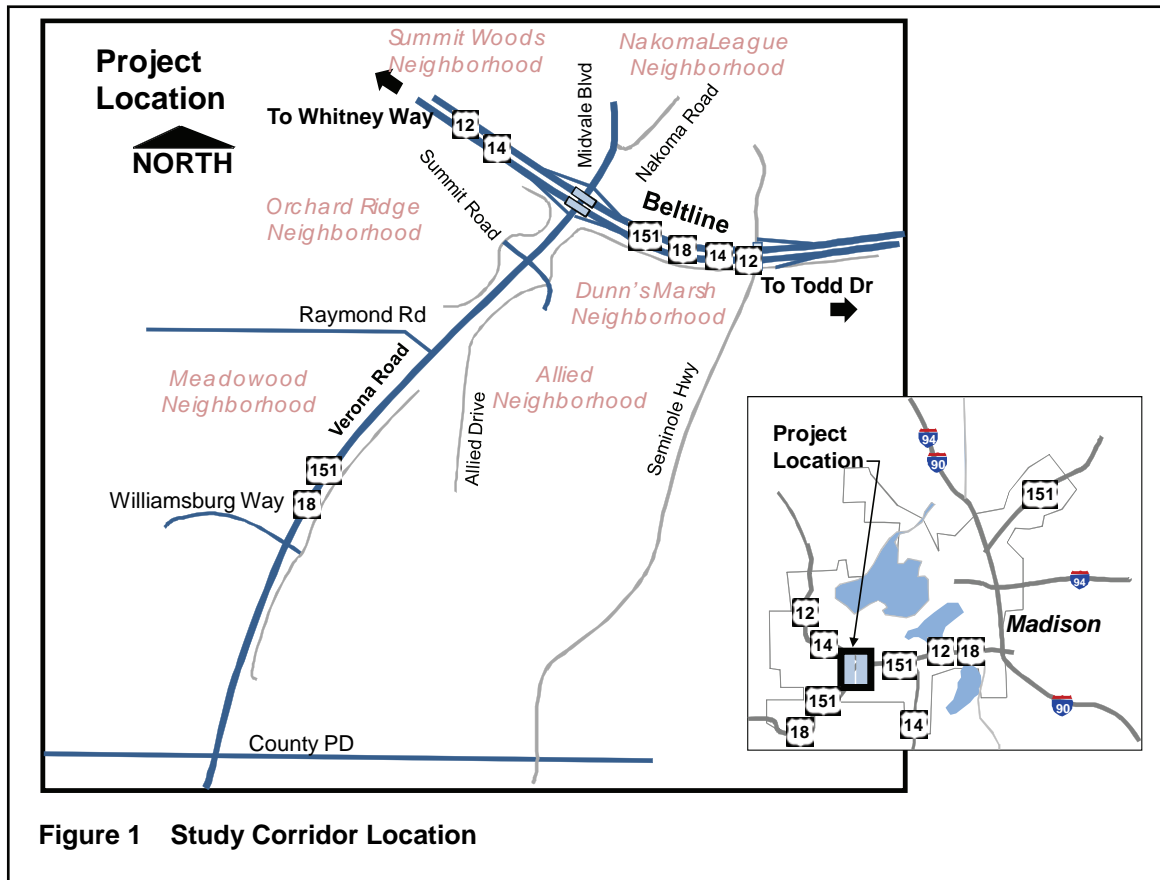 Project
Location
NORTH
Summit Woods
Neighborhood
NakomaLeague
Neighborhood
To Whitney Way
12
14
Midvale Blvd
Nakoma Road
Summit Road
Beltline
151
18
14
12
Orchard Ridge
Neighborhood
Dunn's Marsh
Neighborhood
To Todd Dr
Raymond Rd
Verona Road
Meadowood
Neighborhood
Allied
Neighborhood
Allied Drive
Seminole Hwy
151
18
Williamsburg Way
County PD
Project
Location
94
90
151
94
12
14
Madison
151
12
18
151
18
14
90
Figure 1 Study Corridor Location